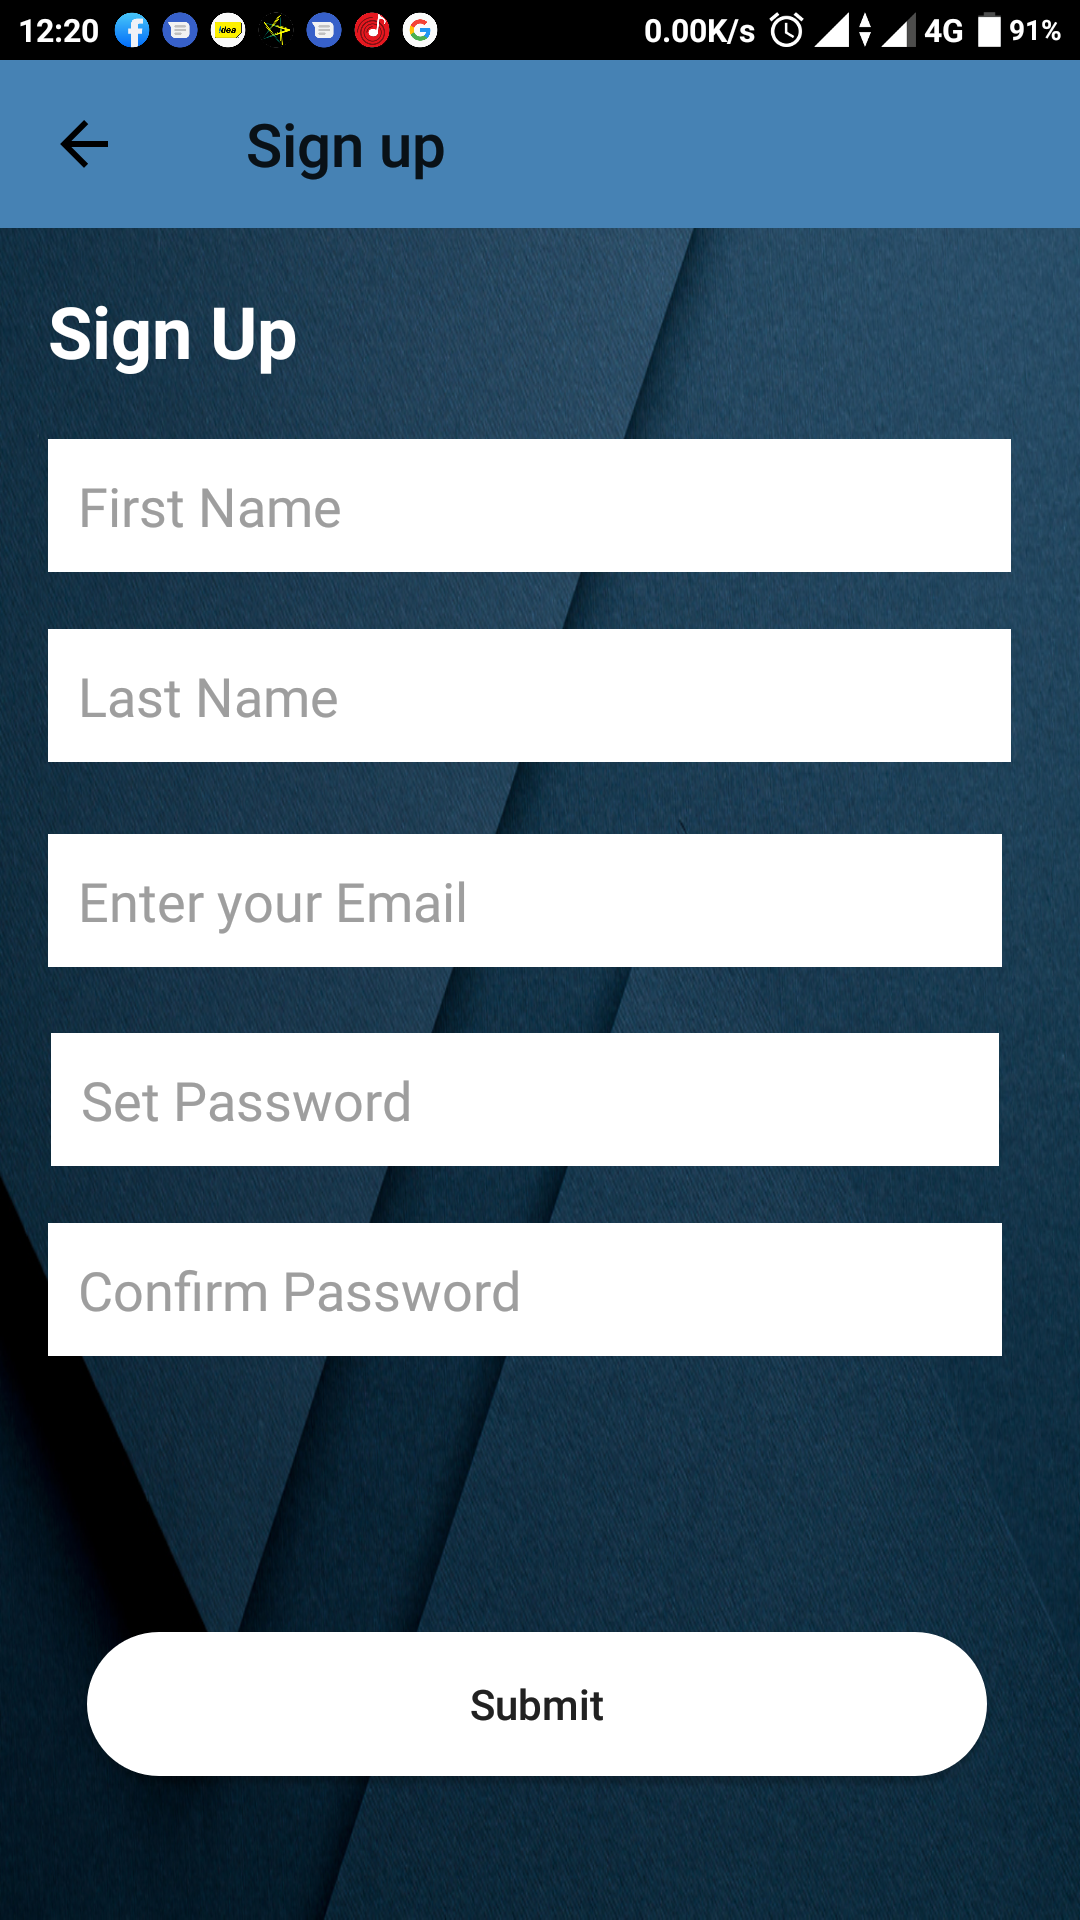 12:20 idea 0.00K/s 4G 91%
Sign up
Sign Up
First Name
Last Name
Enter your Email
Set Password
Confirm Password
Submit